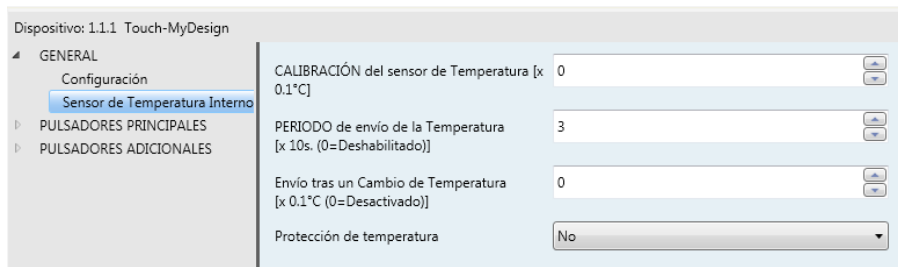 Dispositivo: 1.1.1 Touch-MyDesign
GENERAL
Configuración
Sensor de Temperatura Interno
PULSADORES PRINCIPALES
PULSADORES ADICIONALES
CALIBRACIÓN del sensor de Temperatura [x
0.1°C]
0
PERIODO de envío de la Temperatura
[x 10s. (0=Deshabilitado)]
3
Envío tras un Cambio de Temperatura
[x 0.1°C (0=Desactivado)]
0
Protección de temperatura
No